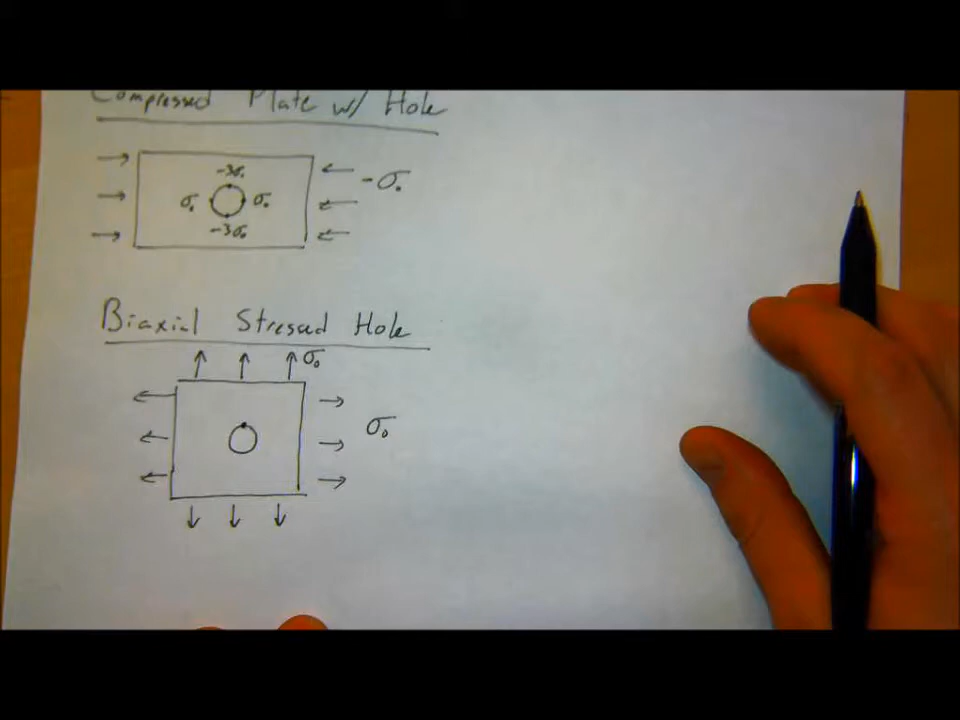 Compressed Plate w/ Hole
-3σ₀
-σ₀
σ₀ σ₀
-3σ₀
Biaxial Stressed Hole
σ₀
σ₀